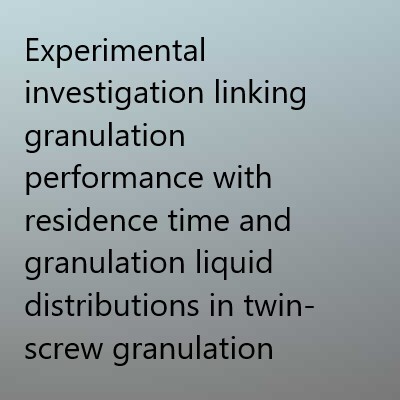 Experimental
investigation linking
granulation
performance with
residence time and
granulation liquid
distributions in twin-
screw granulation